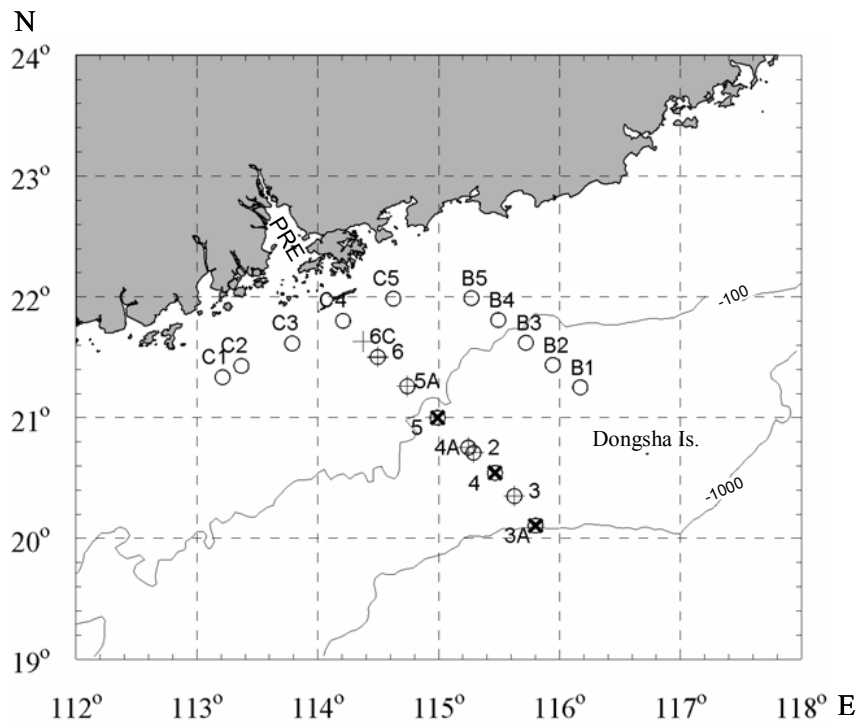 N
24°
23°
PRE
C5
B5
22°
C4
B4
-100
C3
B3
6C
6
C1
C2
B2
5A
B1
21°
5
Dongsha Is.
4A
2
4
3
-1000
20°
3A
19°
112°
113°
114°
115°
116°
117°
118°
E